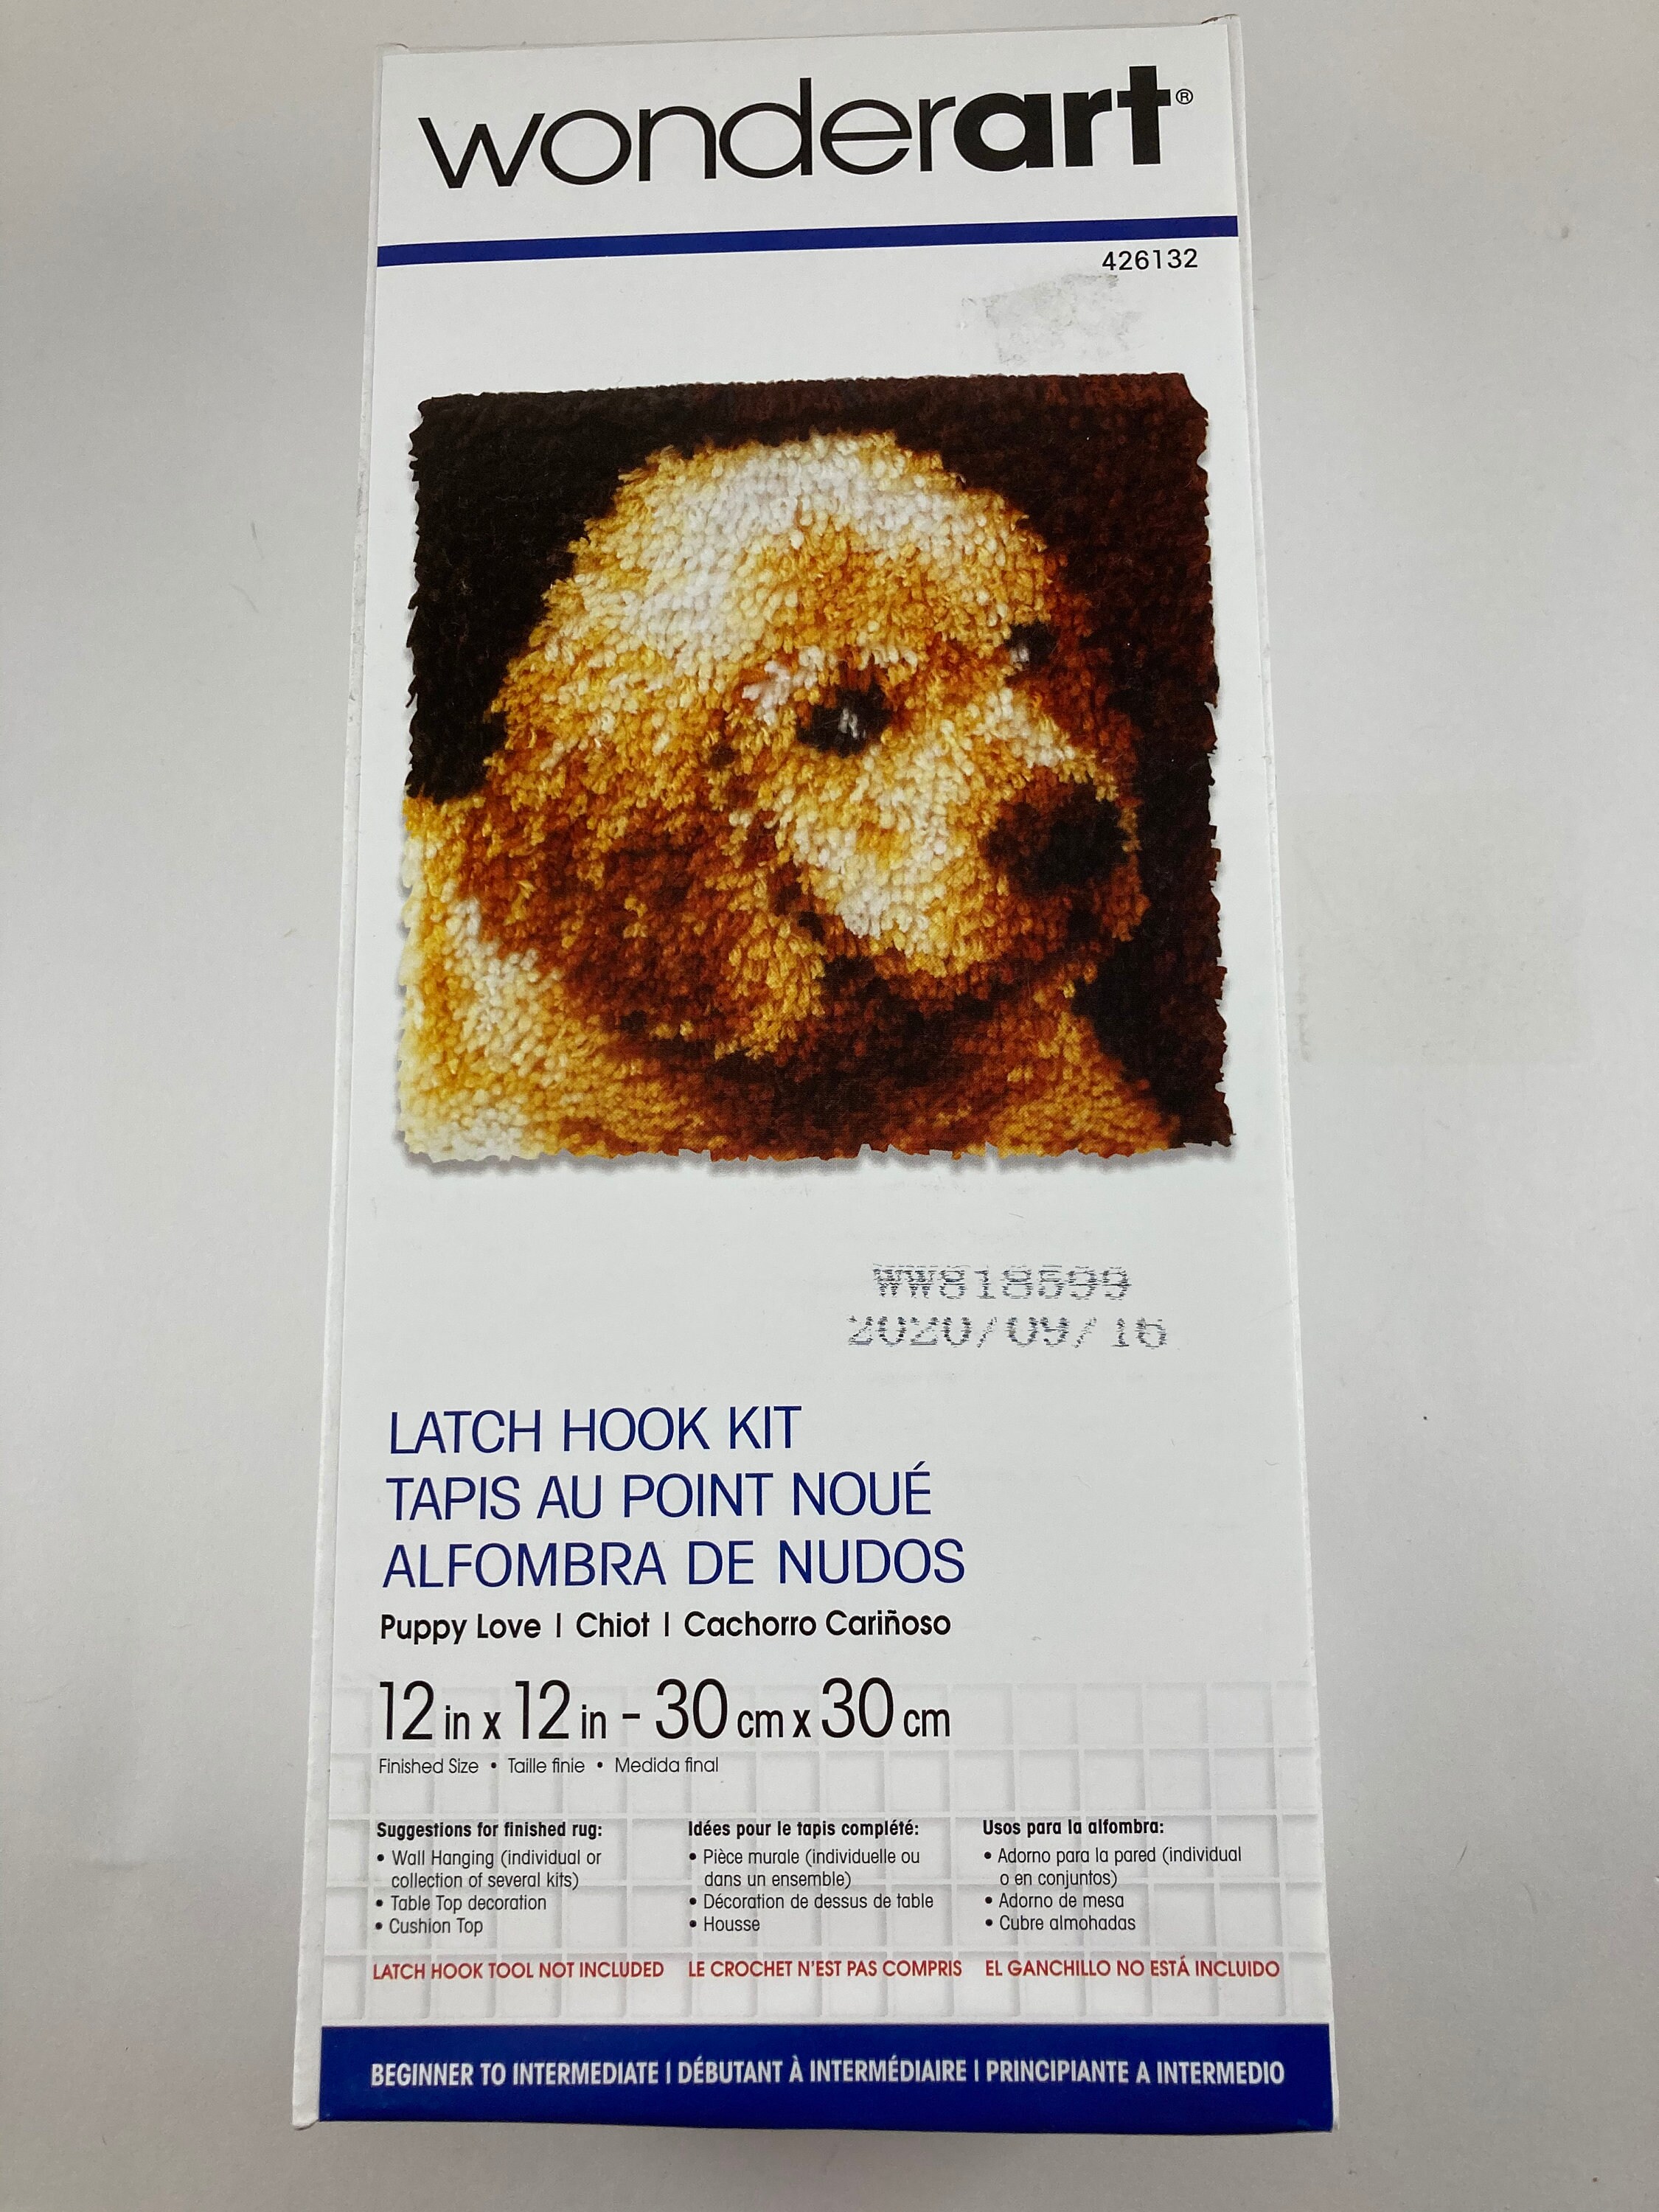 wonderart®
426132
WW818599
2020/09/16
LATCH HOOK KIT
TAPIS AU POINT NOUÉ
ALFOMBRA DE NUDOS
Puppy Love | Chiot | Cachorro Cariñoso
12 in x 12 in - 30 cm x 30 cm
Finished Size • Taille finie • Medida final
Suggestions for finished rug:
• Wall Hanging (individual or
collection of several kits)
• Table Top decoration
• Cushion Top
Idées pour le tapis complété:
• Pièce murale (individuelle ou
dans un ensemble)
• Décoration de dessus de table
• Housse
Usos para la alfombra:
• Adorno para la pared (individual
o en conjuntos)
• Adorno de mesa
• Cubre almohadas
LATCH HOOK TOOL NOT INCLUDED LE CROCHET N'EST PAS COMPRIS EL GANCHILLO NO ESTÁ INCLUIDO
BEGINNER TO INTERMEDIATE | DÉBUTANT À INTERMÉDIAIRE | PRINCIPIANTE A INTERMEDIO